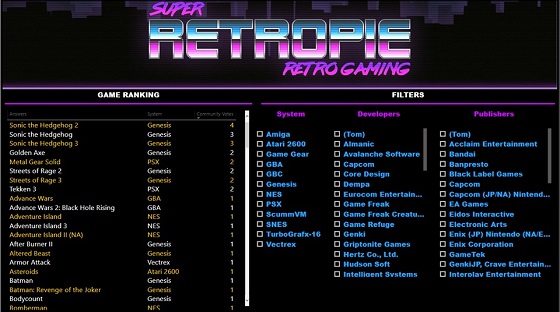 SUPER
RETROPIE
RETRO GAMING
GAME RANKING
FILTERS
Answers System Community Votes
Sonic the Hedgehog 2 Genesis 4
Sonic the Hedgehog Genesis 3
Sonic the Hedgehog 3 Genesis 3
Golden Axe Genesis 2
Metal Gear Solid PSX 2
Streets of Rage 2 Genesis 2
Streets of Rage 3 Genesis 2
Tekken 3 PSX 2
Advance Wars GBA 1
Advance Wars 2: Black Hole Rising GBA 1
Adventure Island NES 1
Adventure Island 3 NES 1
Adventure Island II (NA) NES 1
After Burner II Genesis 1
Altered Beast Genesis 1
Armor Attack Vectrex 1
Asteroids Atari 2600 1
Batman Genesis 1
Batman: Revenge of the Joker Genesis 1
Bodycount Genesis 1
Bomberman NES 1
System
Amiga
Atari 2600
Game Gear
GBA
GBC
Genesis
NES
PSX
ScummVM
SNES
TurboGrafx-16
Vectrex
Developers
(Tom)
Almanic
Avalanche Software
Capcom
Core Design
Dempa
Eurocom Entertain...
Game Freak
Game Freak Creatu...
Game Refuge
Genki
Griptonite Games
Hertz Co., Ltd.
Hudson Soft
Intelligent Systems
Publishers
(Tom)
Acclaim Entertainment
Bandai
Banpresto
Black Label Games
Capcom
Capcom (JP/NA) Nintend...
EA Games
Eidos Interactive
Electronic Arts
Enix (JP) Nintendo (NA/E...
Enix Corporation
GameTek
GenkiJP, Crave Entertain...
Interplay Entertainment